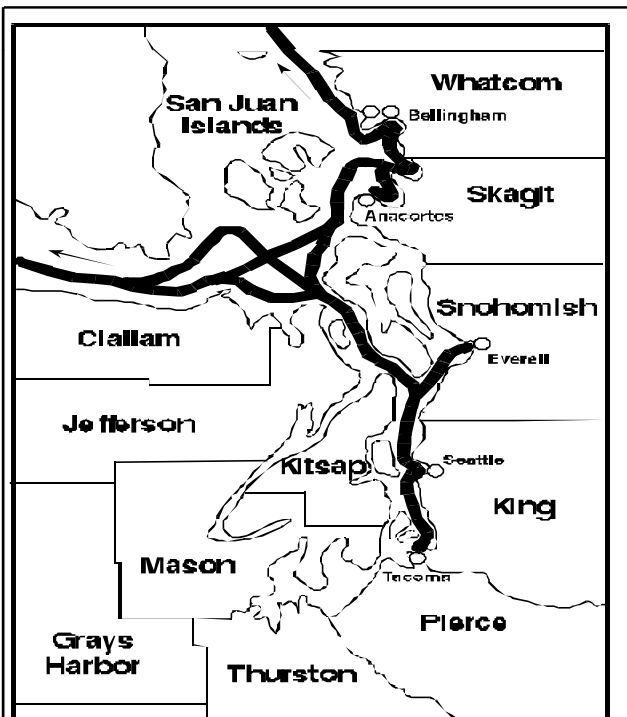 Whatcom
San Juan
Islands
Bellingham
Skagit
Anacortes
Snohomish
Clallam
Everell
Jefferson
Seattle
Kitsap
King
Mason
Tacoma
Pierce
Grays
Harbor
Thurston